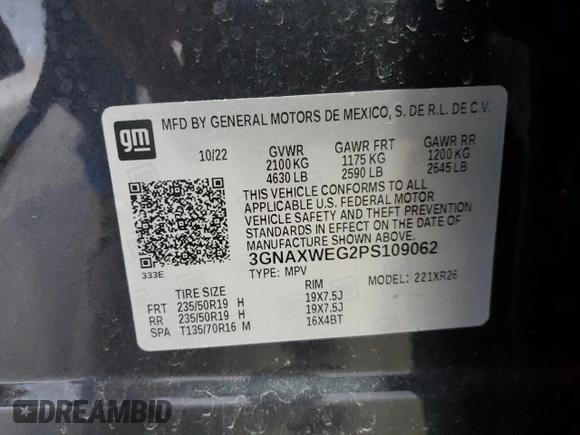 gm
MFD BY GENERAL MOTORS DE MEXICO, S. DE R.L. DE C.V.
10/22 GVWR GAWR FRT GAWR RR
2100 KG 1175 KG 1200 KG
4630 LB 2590 LB 2645 LB
THIS VEHICLE CONFORMS TO ALL
APPLICABLE U.S. FEDERAL MOTOR
VEHICLE SAFETY AND THEFT PREVENTION
STANDARDS IN EFFECT ON THE DATE OF
MANUFACTURE SHOWN ABOVE.
333E
3GNAXWEG2PS109062
TYPE: MPV
221XR26
TIRE SIZE RIM
FRT 235/50R19 H 19X7.5J
RR 235/50R19 H 19X7.5J
SPA T135/70R16 M 16X4BT
DREAMBID